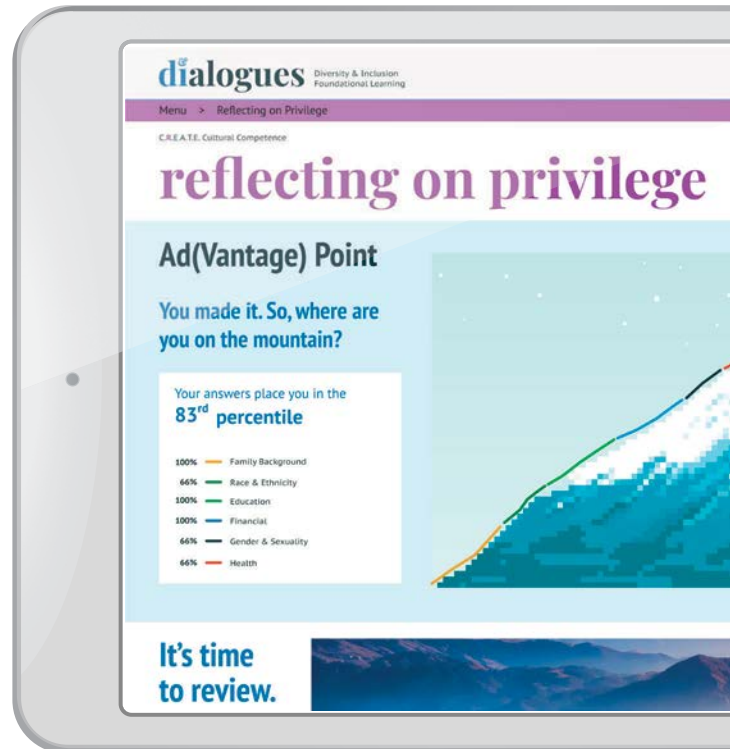 dialogues
Diversity & Inclusion
Foundational Learning
Menu > Reflecting on Privilege
C.R.E.A.T.E. Cultural Competence
reflecting on privilege
Ad(Vantage) Point
You made it. So, where are
you on the mountain?
Your answers place you in the
83rd percentile
100% Family Background
66% Race & Ethnicity
100% Education
100% Financial
66% Gender & Sexuality
66% Health
It's time
to review.